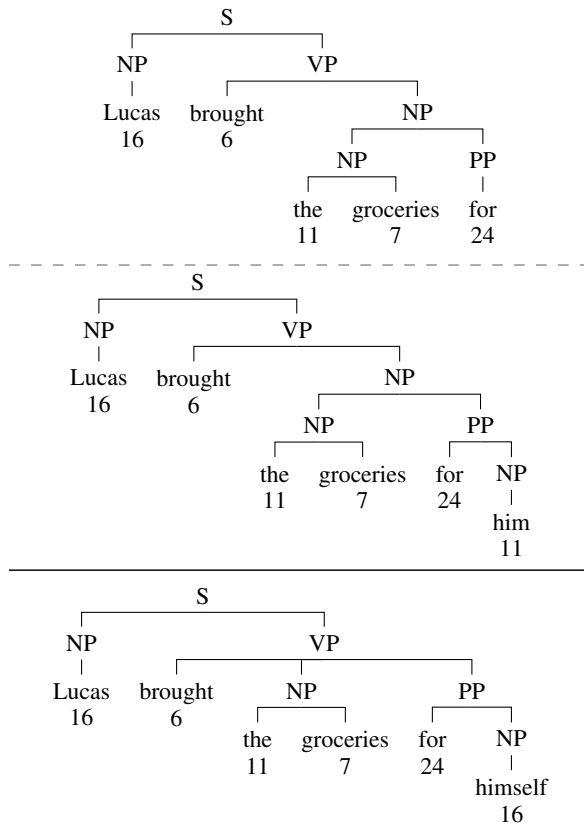 S
NP VP
Lucas brought NP
16 6
NP PP
the groceries for
11 7 24
S
NP VP
Lucas brought NP
16 6
NP PP
the groceries for NP
11 7 24
him
11
S
NP VP
Lucas brought NP PP
16 6
the groceries for NP
11 7 24
himself
16